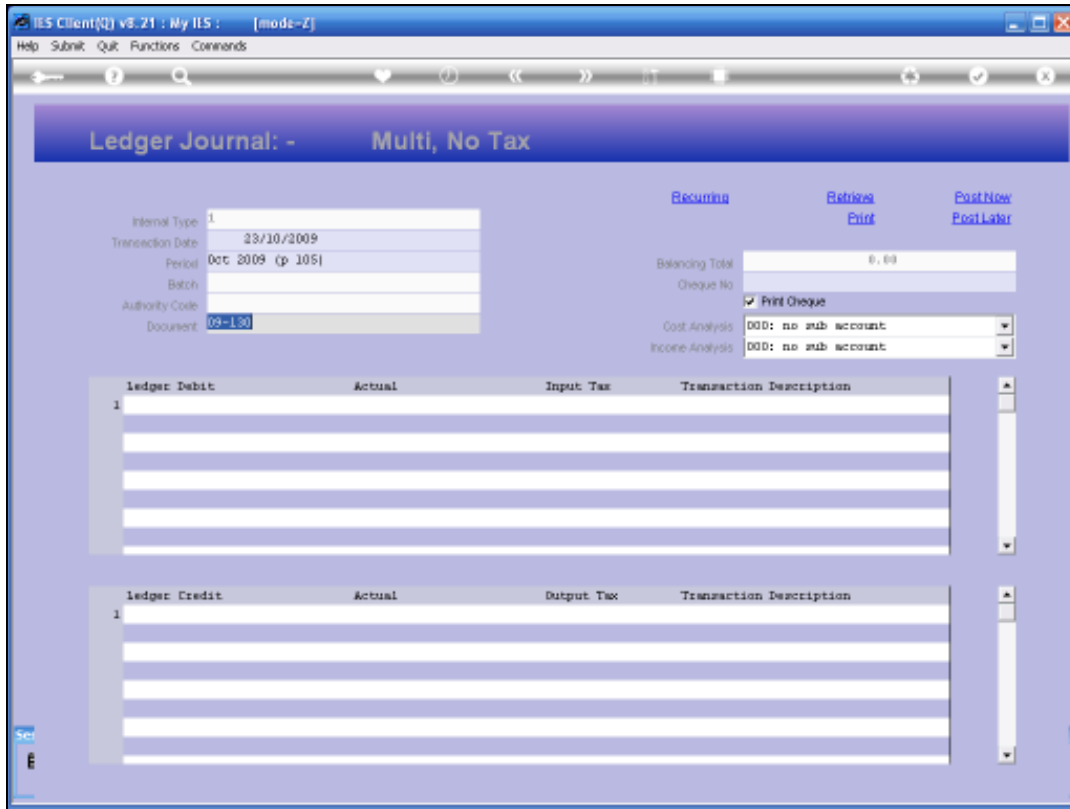 IES Client(Q) v8.21 : My IES : [mode-Z]
Help Submit Quit Functions Commands
Ledger Journal: - Multi, No Tax
Recurring Retrieve Post Now
Print Post Later
Internal Type 1
Transaction Date 23/10/2009
Period Oct 2009 (p 105)
Batch
Authority Code
Document 09-130
Balancing Total 0.00
Cheque No
Print Cheque
Cost Analysis 000: no sub account
Income Analysis 000: no sub account
Ledger Debit Actual Input Tax Transaction Description
1
Ledger Credit Actual Output Tax Transaction Description
1